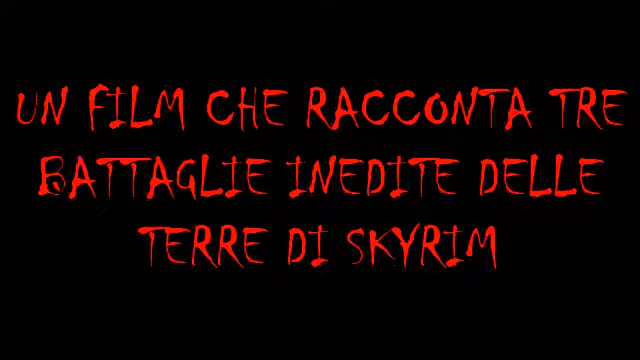 UN FILM CHE RACCONTA TRE
BATTAGLIE INEDITE DELLE
TERRE DI SKYRIM